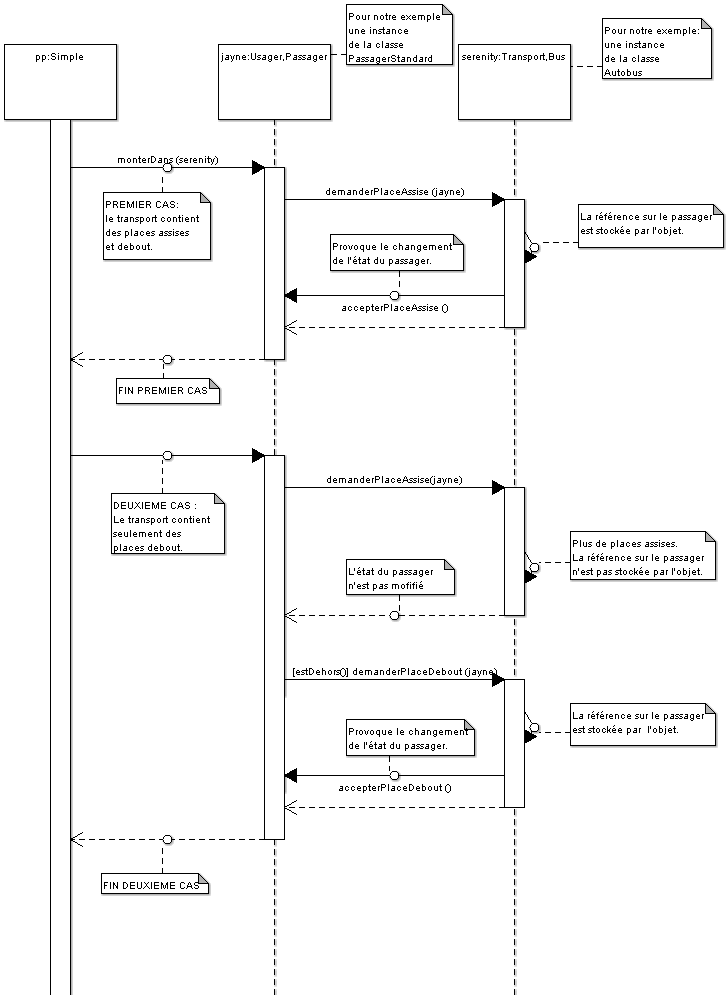 Pour notre exemple
une instance
de la classe
PassagerStandard
Pour notre exemple:
une instance
de la classe
Autobus
pp:Simple
jayne:Usager,Passager
serenity:Transport,Bus
monterDans (serenity)
demanderPlaceAssise (jayne)
PREMIER CAS:
le transport contient
des places assises
et debout.
La référence sur le passager
est stockée par l'objet.
Provoque le changement
de l'état du passager.
accepterPlaceAssise ()
FIN PREMIER CAS
demanderPlaceAssise(jayne)
DEUXIEME CAS :
Le transport contient
seulement des
places debout.
Plus de places assises.
La référence sur le passager
n'est pas stockée par l'objet.
L'état du passager
n'est pas mofifié
[estDehors()] demanderPlaceDebout (jayne)
La référence sur le passager
est stockée par l'objet.
Provoque le changement
de l'état du passager.
accepterPlaceDebout ()
FIN DEUXIEME CAS